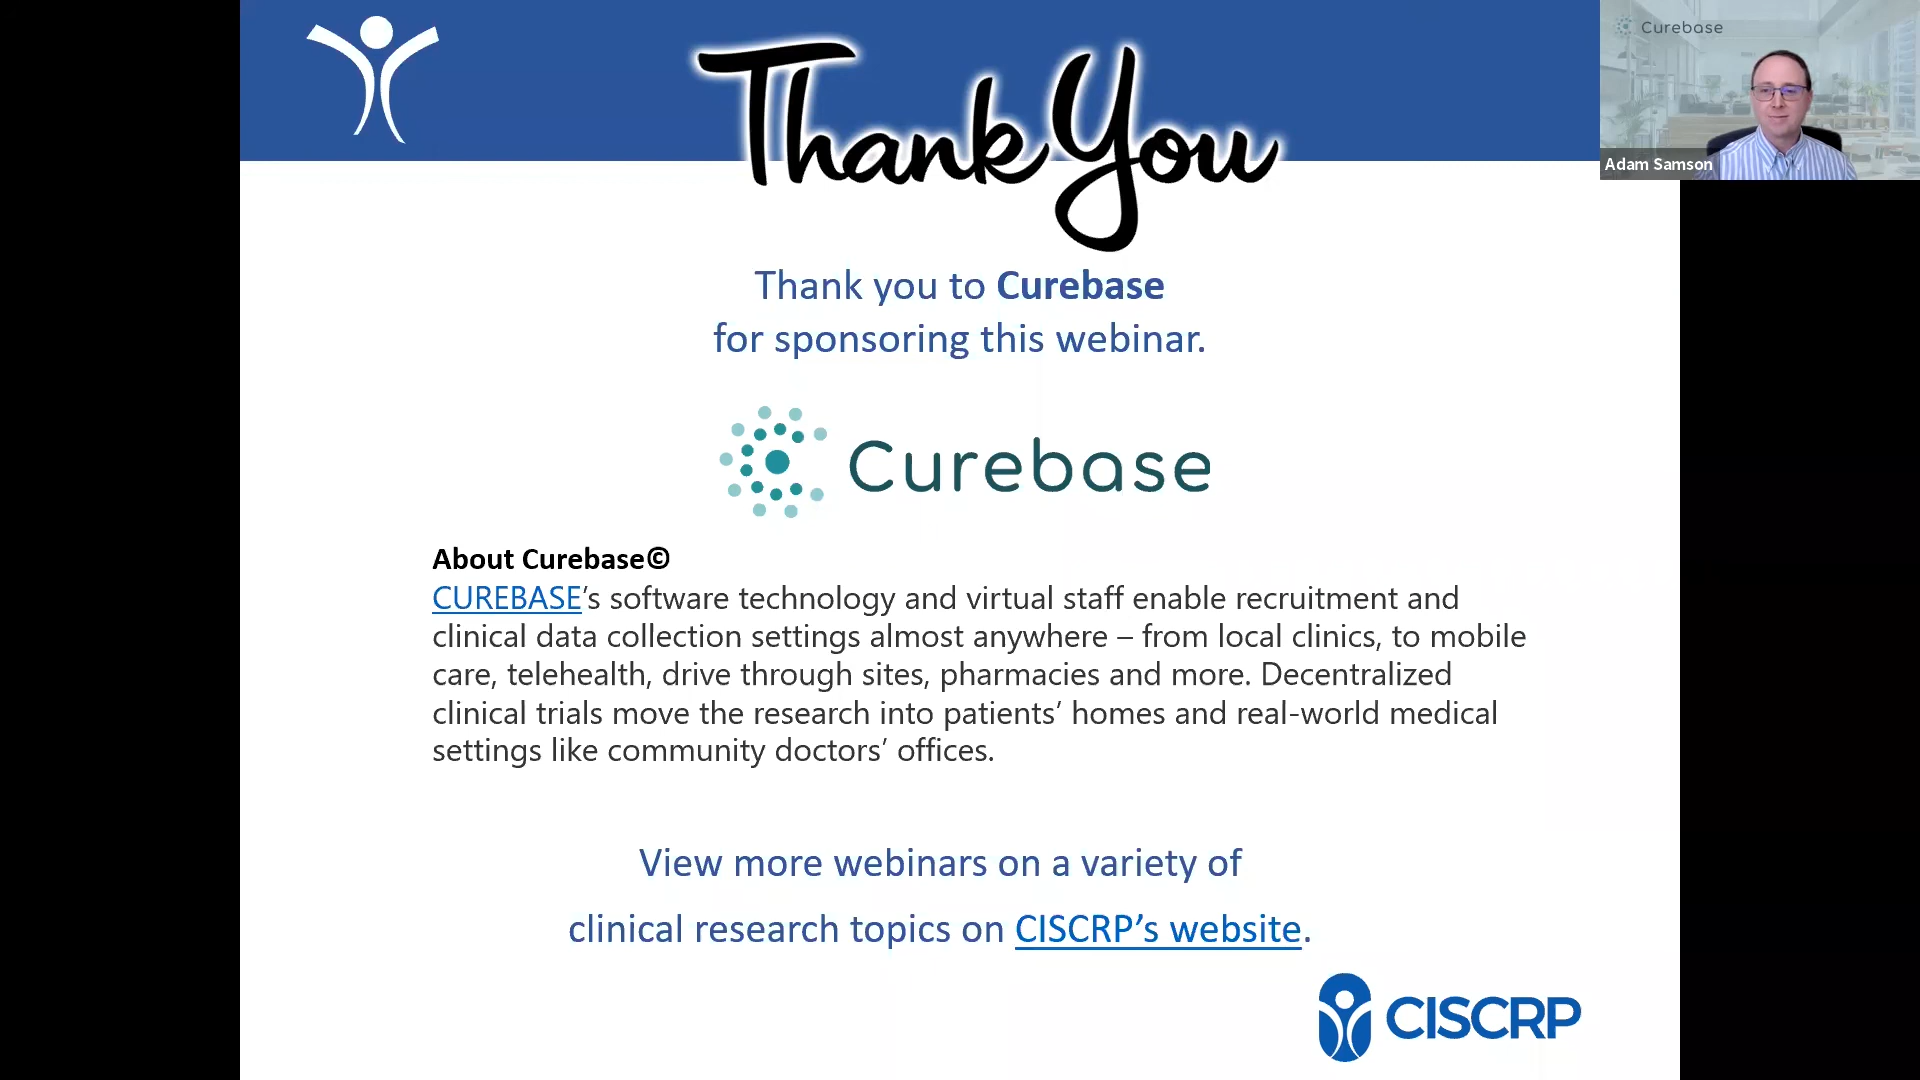 Thank You
Curebase
Adam Samson
Thank you to Curebase
for sponsoring this webinar.
Curebase
About Curebase©
CUREBASE’s software technology and virtual staff enable recruitment and
clinical data collection settings almost anywhere – from local clinics, to mobile
care, telehealth, drive through sites, pharmacies and more. Decentralized
clinical trials move the research into patients’ homes and real-world medical
settings like community doctors’ offices.
View more webinars on a variety of
clinical research topics on CISCRP’s website.
CISCRP